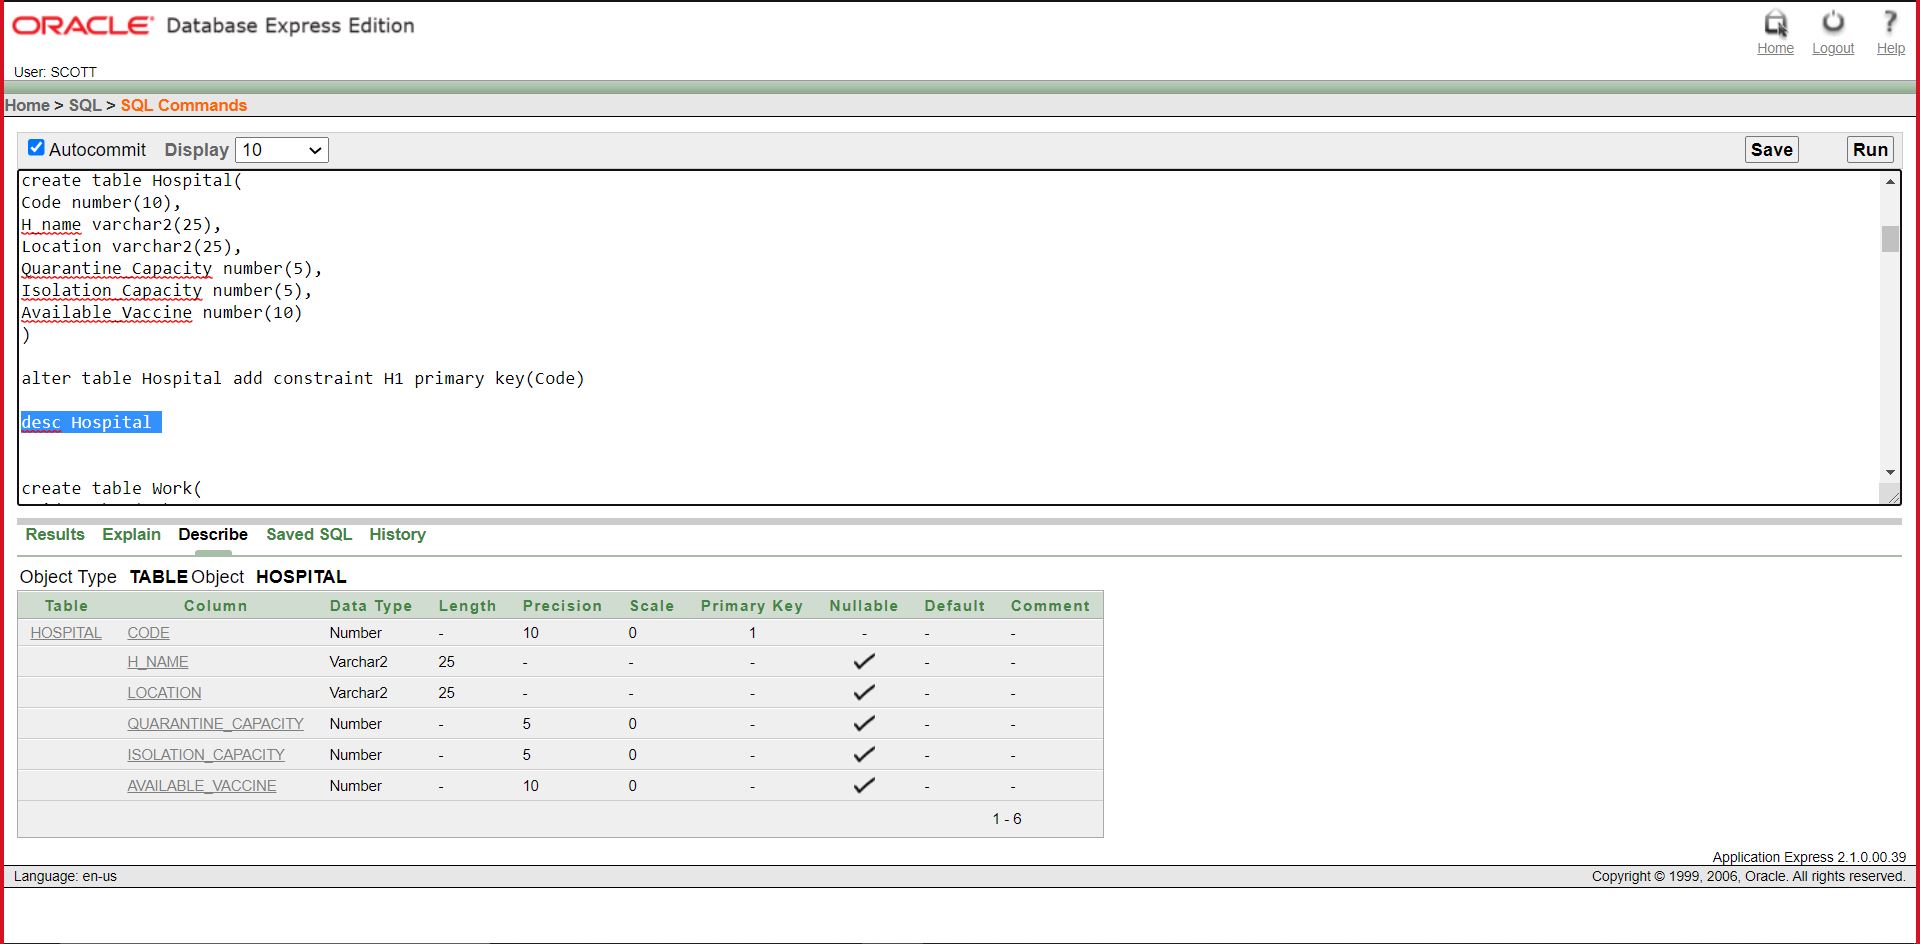 ORACLE Database Express Edition
Home Logout Help
User: SCOTT
Home > SQL > SQL Commands
Autocommit Display 10 Save Run
create table Hospital(
Code number(10),
H_name varchar2(25),
Location varchar2(25),
Quarantine_Capacity number(5),
Isolation_Capacity number(5),
Available_Vaccine number(10)
)
alter table Hospital add constraint H1 primary key(Code)
desc Hospital
create table Work(
Results Explain Describe Saved SQL History
Object Type TABLE Object HOSPITAL
Table Column Data Type Length Precision Scale Primary Key Nullable Default Comment
HOSPITAL CODE Number - 10 0 1 - - -
H_NAME Varchar2 25 - - - - -
LOCATION Varchar2 25 - - - - -
QUARANTINE_CAPACITY Number - 5 0 - - -
ISOLATION_CAPACITY Number - 5 0 - - -
AVAILABLE_VACCINE Number - 10 0 - - -
1 - 6
Application Express 2.1.0.00.39
Language: en-us Copyright © 1999, 2006, Oracle. All rights reserved.